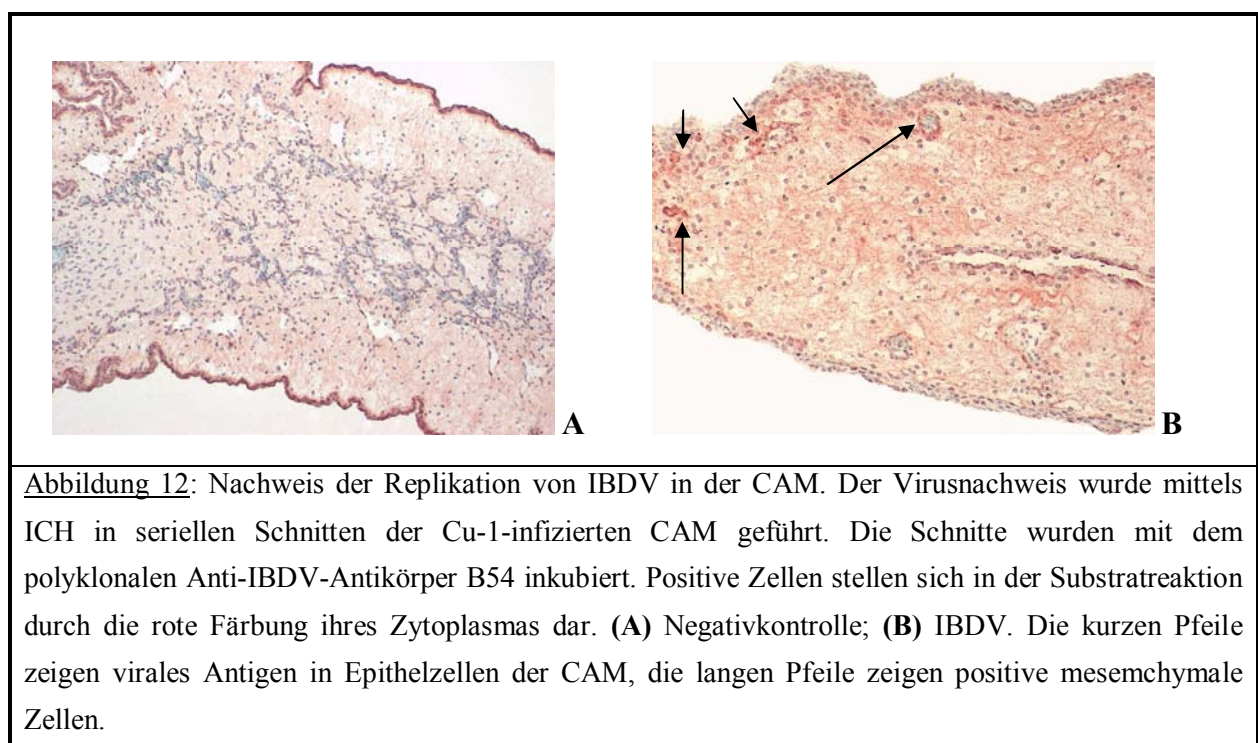 A
B
Abbildung 12: Nachweis der Replikation von IBDV in der CAM. Der Virusnachweis wurde mittels
ICH in seriellen Schnitten der Cu-1-infizierten CAM geführt. Die Schnitte wurden mit dem
polyklonalen Anti-IBDV-Antikörper B54 inkubiert. Positive Zellen stellen sich in der Substratreaktion
durch die rote Färbung ihres Zytoplasmas dar. (A) Negativkontrolle; (B) IBDV. Die kurzen Pfeile
zeigen virales Antigen in Epithelzellen der CAM, die langen Pfeile zeigen positive mesemchymale
Zellen.